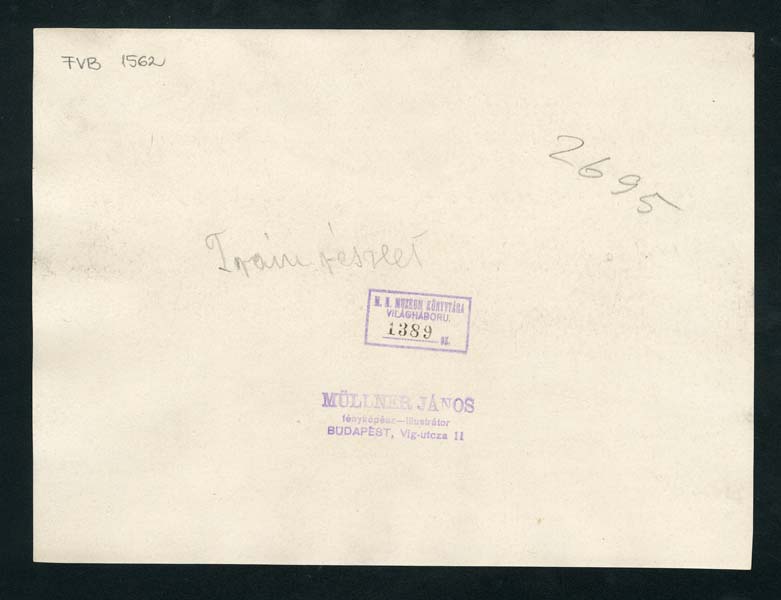 FVB 1562
2695
Train részlet
M. N. MUZEUM KÖNYVTÁRA
VILÁGHÁBORU.
1389 sz.
MÜLLNER JÁNOS
fényképész—illustrátor
BUDAPEST, Vig-utcza 11